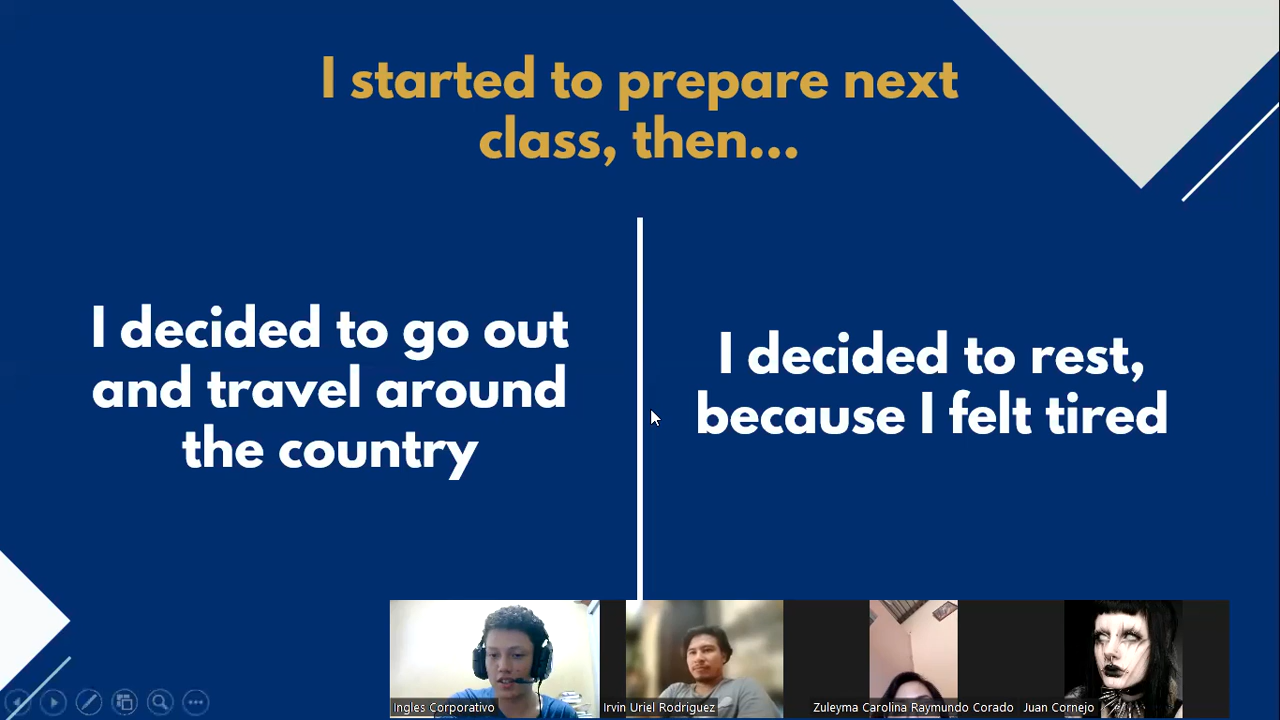 I started to prepare next
class, then...
I decided to go out
and travel around
the country
I decided to rest,
because I felt tired
Ingles Corporativo
Irvin Uriel Rodriguez
Zuleyma Carolina Raymundo Corado
Juan Cornejo